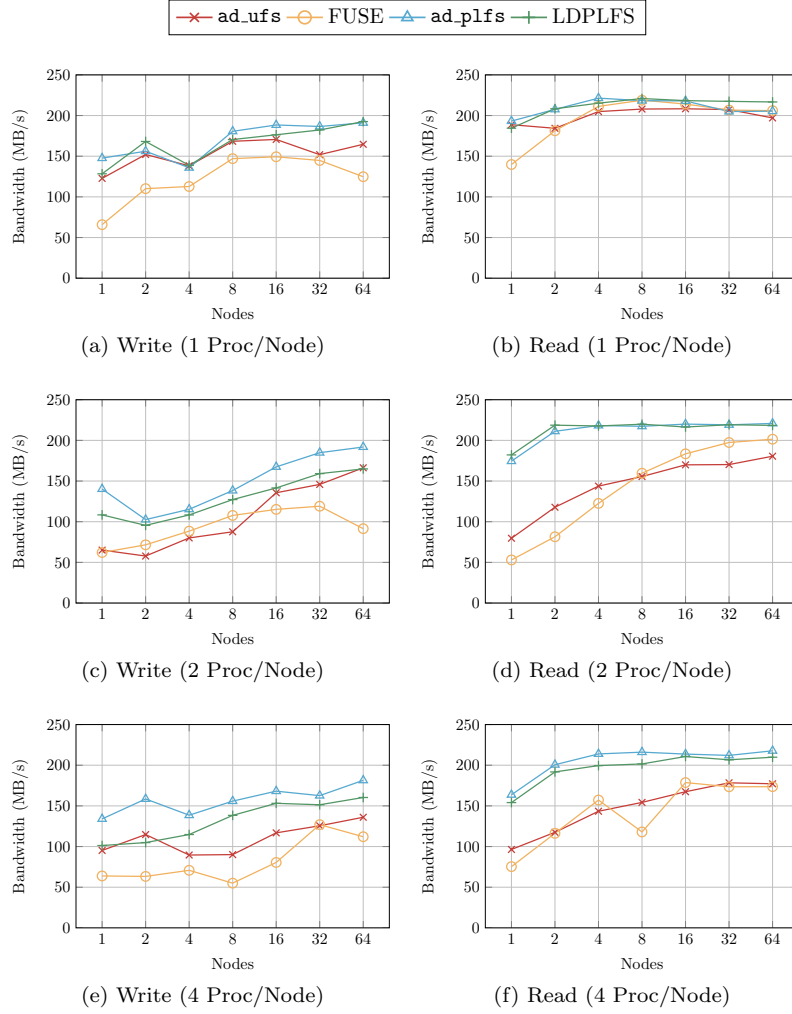 ad_ufs FUSE ad_plfs LDPLFS
250
200
150
100
50
0
Bandwidth (MB/s)
1 2 4 8 16 32 64
Nodes
(a) Write (1 Proc/Node)
250
200
150
100
50
0
Bandwidth (MB/s)
1 2 4 8 16 32 64
Nodes
(b) Read (1 Proc/Node)
250
200
150
100
50
0
Bandwidth (MB/s)
1 2 4 8 16 32 64
Nodes
(c) Write (2 Proc/Node)
250
200
150
100
50
0
Bandwidth (MB/s)
1 2 4 8 16 32 64
Nodes
(d) Read (2 Proc/Node)
250
200
150
100
50
0
Bandwidth (MB/s)
1 2 4 8 16 32 64
Nodes
(e) Write (4 Proc/Node)
250
200
150
100
50
0
Bandwidth (MB/s)
1 2 4 8 16 32 64
Nodes
(f) Read (4 Proc/Node)